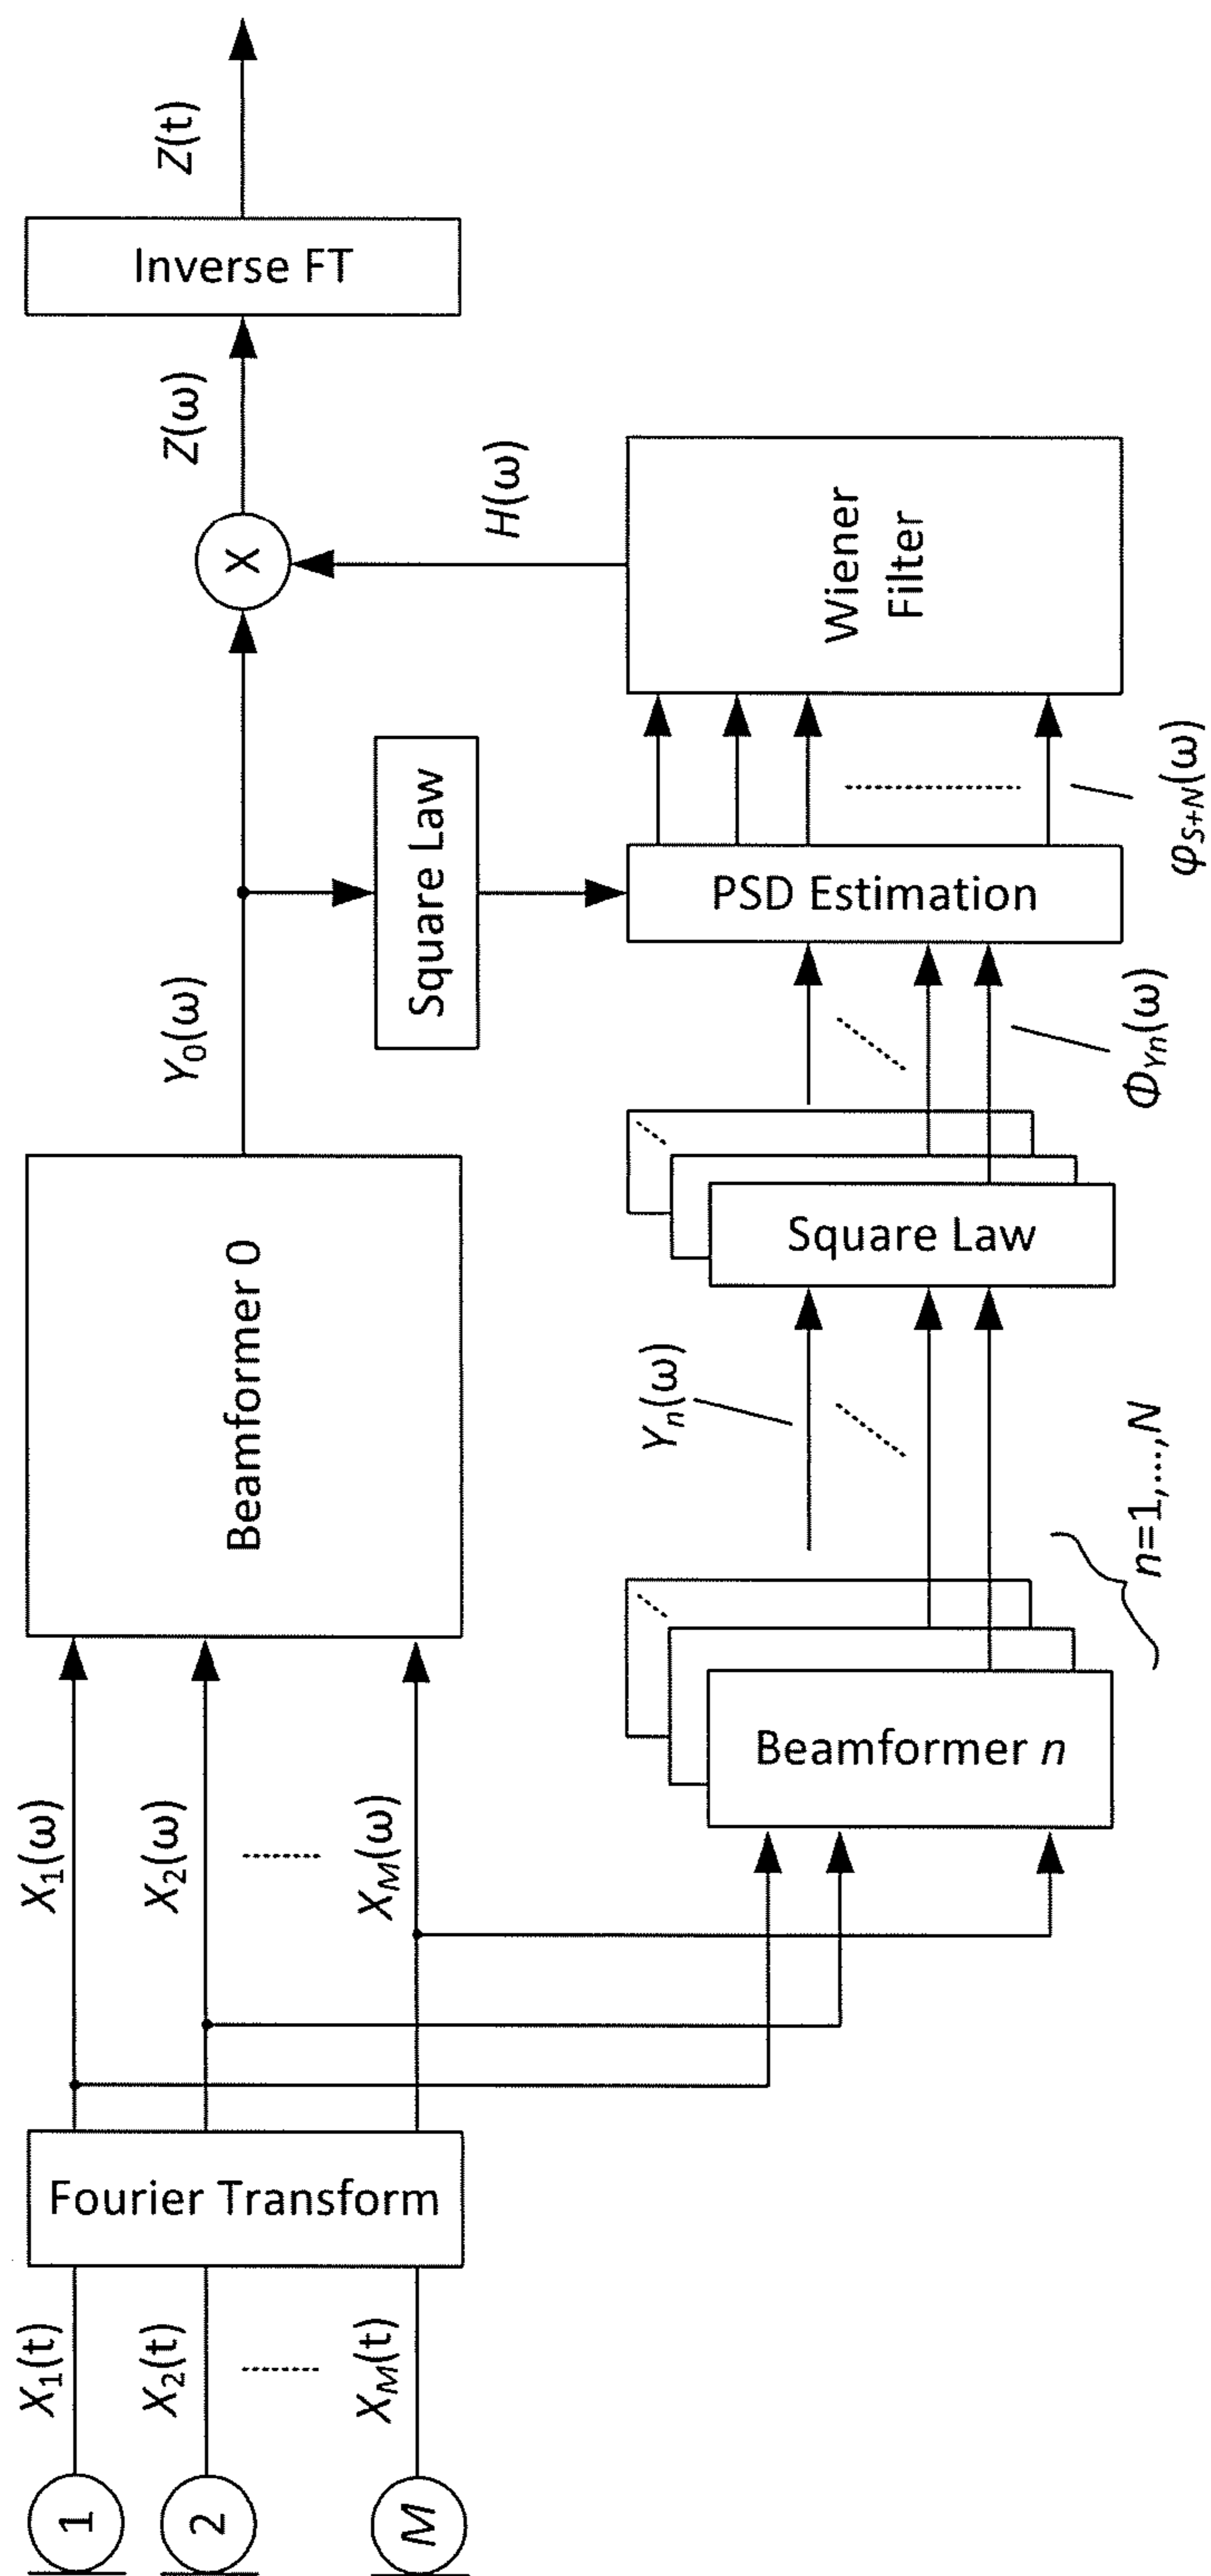 1
2
M
X1(t)
X2(t)
XM(t)
Fourier Transform
X1(ω)
X2(ω)
XM(ω)
Beamformer 0
Beamformer n
n=1,...,N
Y0(ω)
Yn(ω)
Square Law
Square Law
ΦYn(ω)
PSD Estimation
φS+N(ω)
Wiener
Filter
H(ω)
X
Z(ω)
Inverse FT
Z(t)